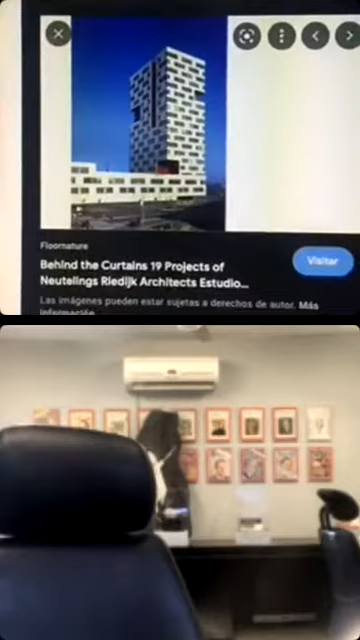 Floornature
Behind the Curtains 19 Projects of
Neutelings Riedijk Architects Estudio...
Visitar
Las imágenes pueden estar sujetas a derechos de autor. Más
información